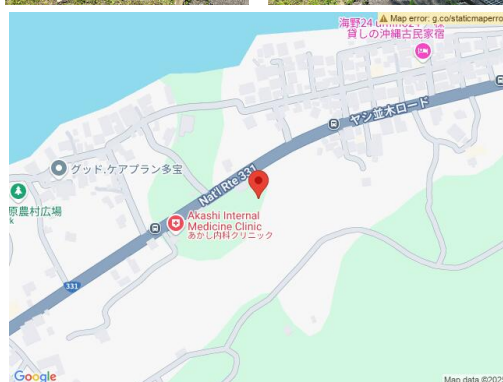 ⚠ Map error: g.co/staticmaperro
海野24
貸しの沖縄古民家宿
ヤシ並木ロード
グッド.ケアプラン多宝
Nat'l Rte 331
原農村広場
k
Akashi Internal
Medicine Clinic
あかし内科クリニック
331
Google
Map data ©202